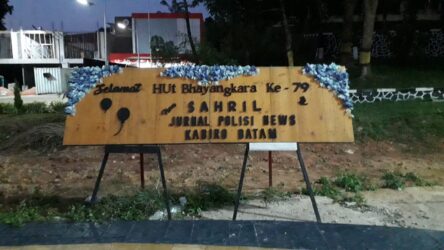 Selamat HUt Bhayangkara Ke-79
SAHRIL
JURNAL POLISI NEWS
KABIRO BATAM